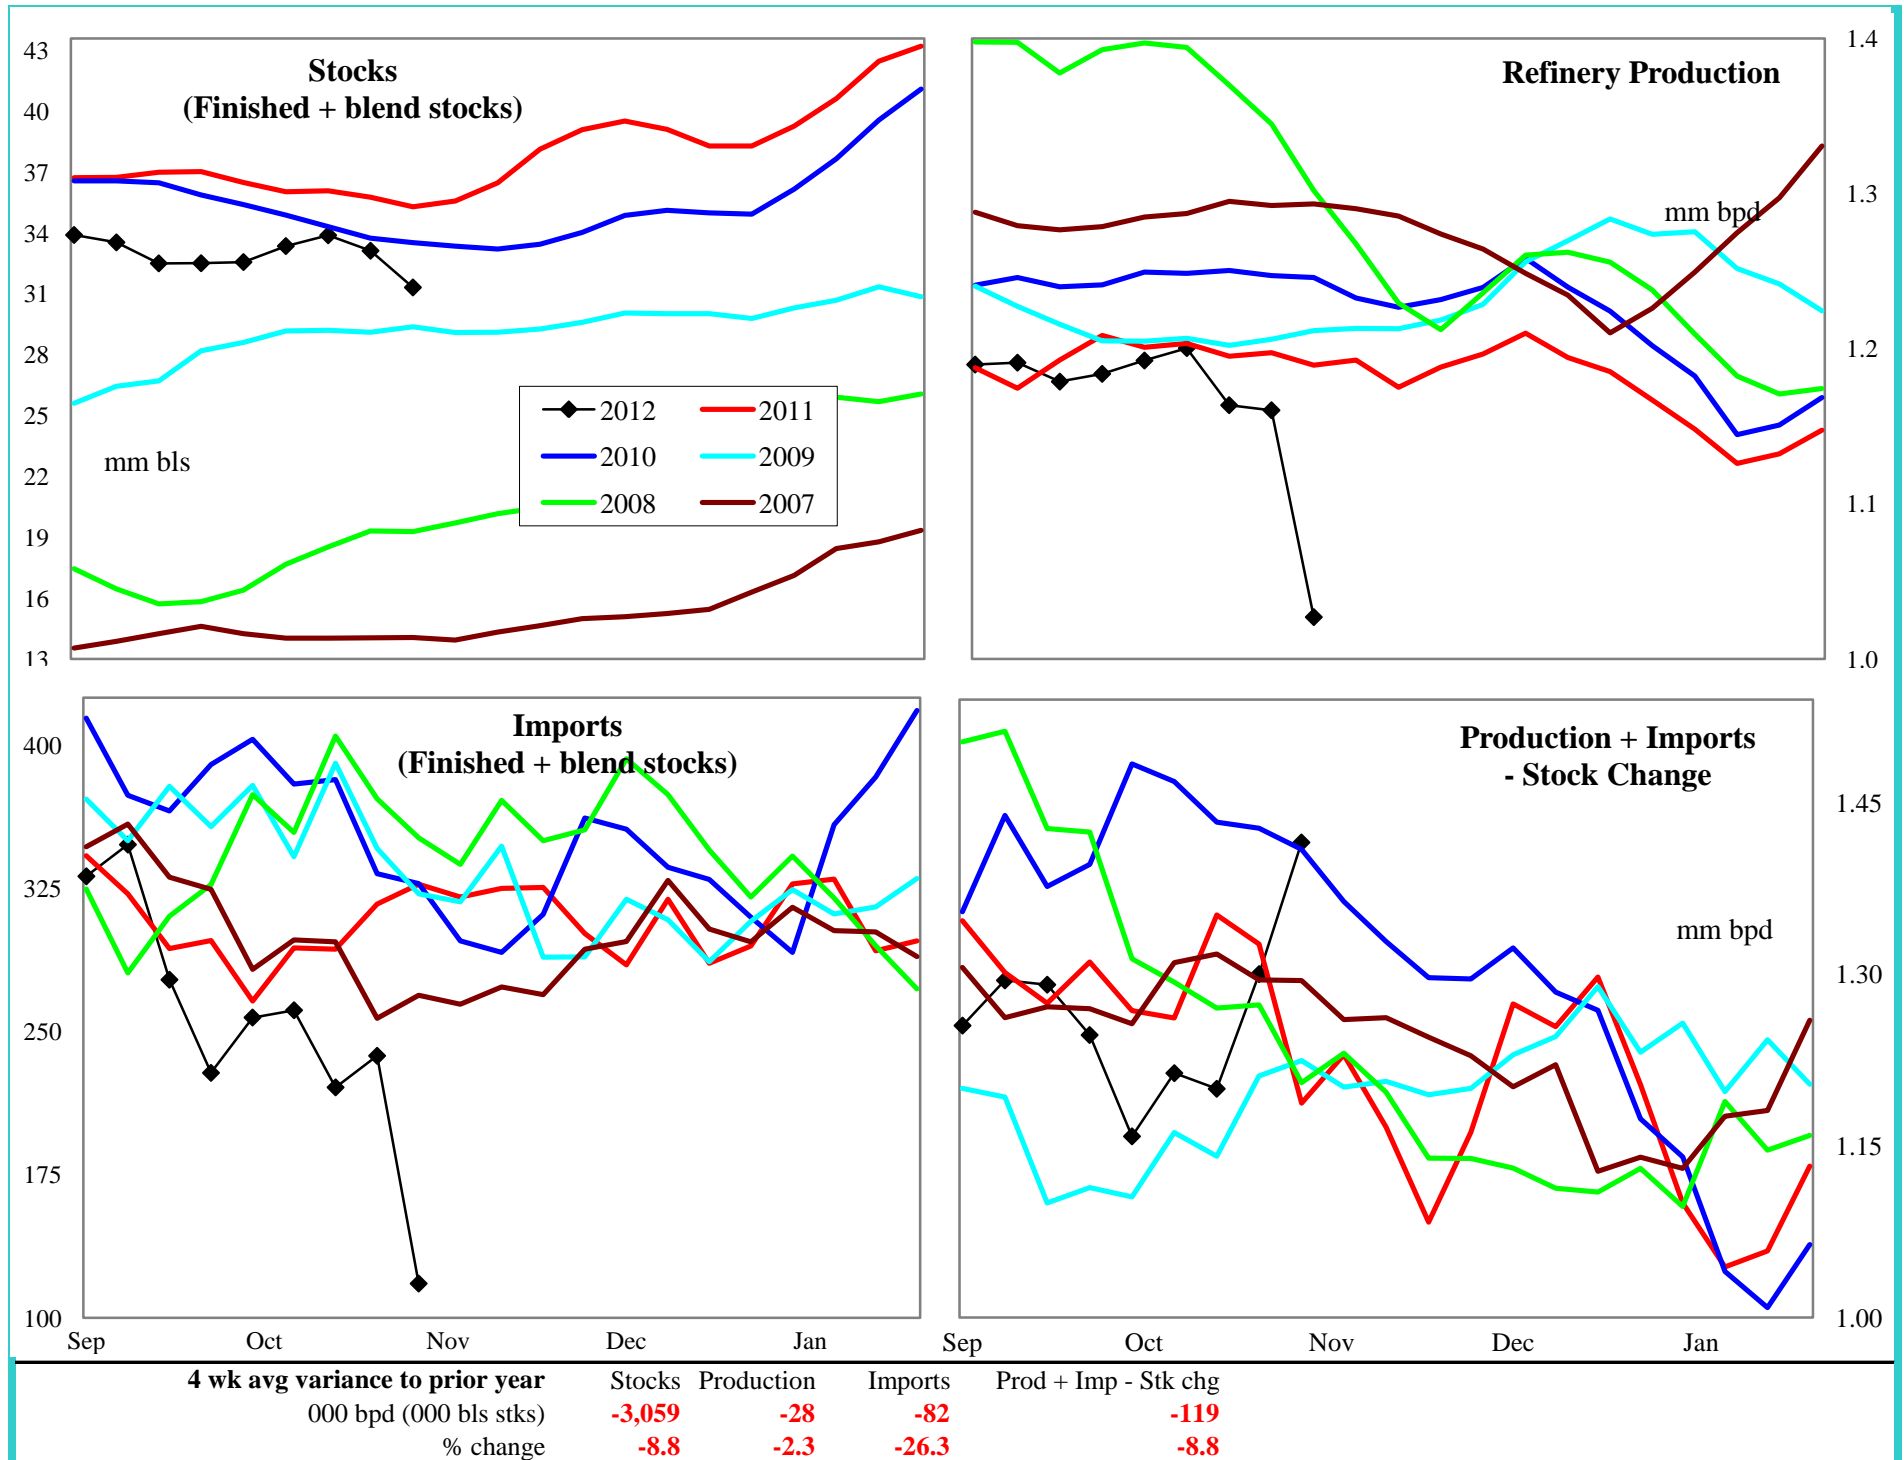 43
40
37
34
31
28
25
22
19
16
13
Stocks
(Finished + blend stocks)
mm bls
2012 2011
2010 2009
2008 2007
Refinery Production
mm bpd
1.4
1.3
1.2
1.1
1.0
400
325
250
175
100
Imports
(Finished + blend stocks)
Sep Oct Nov Dec Jan
Production + Imports
- Stock Change
mm bpd
1.45
1.30
1.15
1.00
Sep Oct Nov Dec Jan
4 wk avg variance to prior year Stocks Production Imports Prod + Imp - Stk chg
000 bpd (000 bls stks) -3,059 -28 -82 -119
% change -8.8 -2.3 -26.3 -8.8